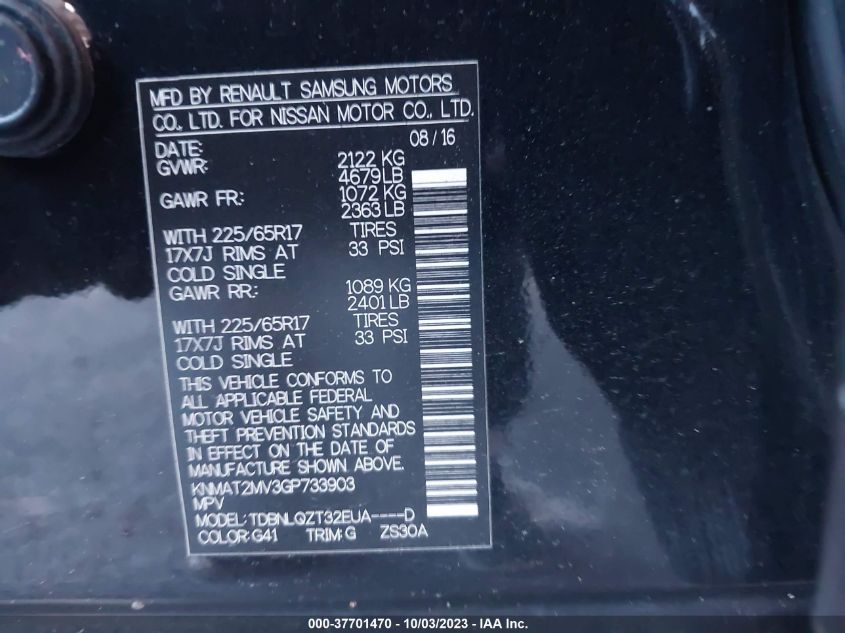 MFD BY RENAULT SAMSUNG MOTORS
CO., LTD. FOR NISSAN MOTOR CO., LTD.
DATE: 08/16
GVWR: 2122 KG
4679 LB
GAWR FR: 1072 KG
2363 LB
WITH 225/65R17 TIRES
17X7J RIMS AT 33 PSI
COLD SINGLE
GAWR RR: 1089 KG
2401 LB
WITH 225/65R17 TIRES
17X7J RIMS AT 33 PSI
COLD SINGLE
THIS VEHICLE CONFORMS TO
ALL APPLICABLE FEDERAL
MOTOR VEHICLE SAFETY AND
THEFT PREVENTION STANDARDS
IN EFFECT ON THE DATE OF
MANUFACTURE SHOWN ABOVE.
KNMAT2MV3GP733903
MPV
MODEL: TDBNLQZT32EUA----D
COLOR: G41 TRIM: G ZS30A
000-37701470 - 10/03/2023 - IAA Inc.